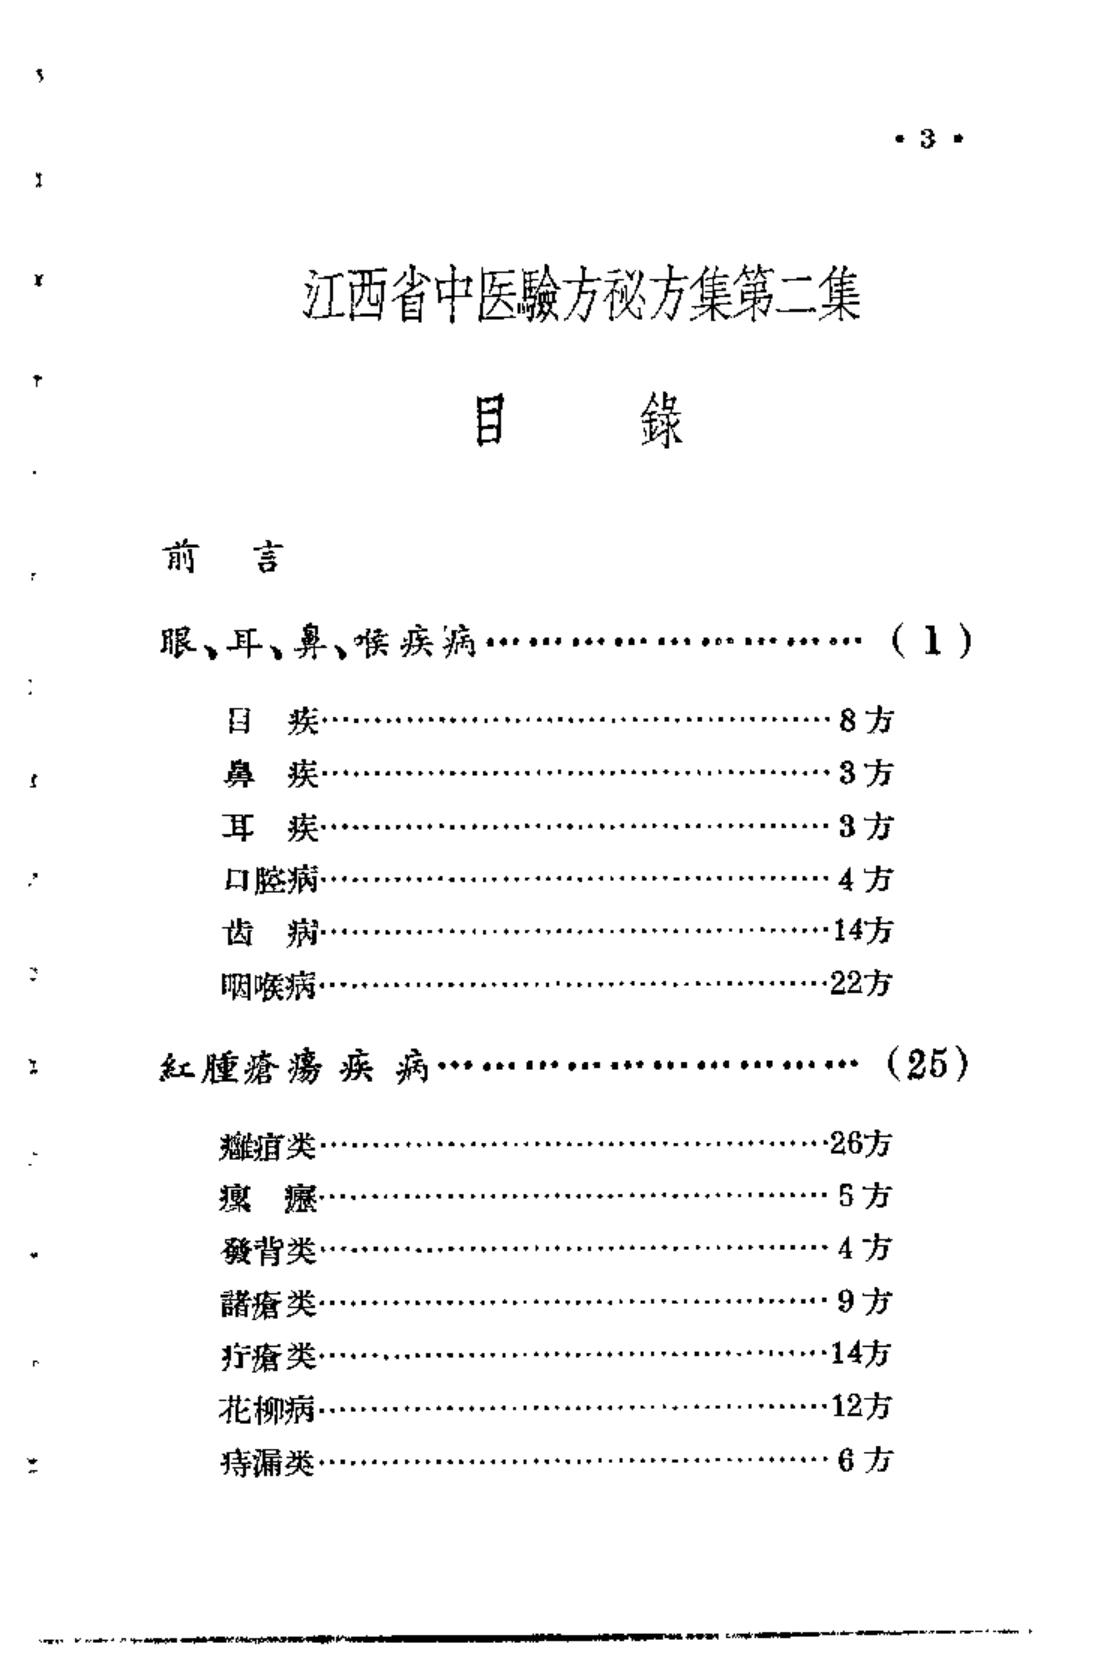 · 3 ·
江西省中医驗方秘方集第二集
目 錄
前 言
眼、耳、鼻、喉疾病…………………………(1)
目 疾…………………………8方
鼻 疾…………………………3方
耳 疾…………………………3方
口腔病…………………………4方
齿 病…………………………14方
咽喉病…………………………22方
紅腫瘡瘍疾病…………………………(25)
癰疽类…………………………26方
瘰 癧…………………………5方
發背类…………………………4方
諸瘡类…………………………9方
疔瘡类…………………………14方
花柳病…………………………12方
痔漏类…………………………6方